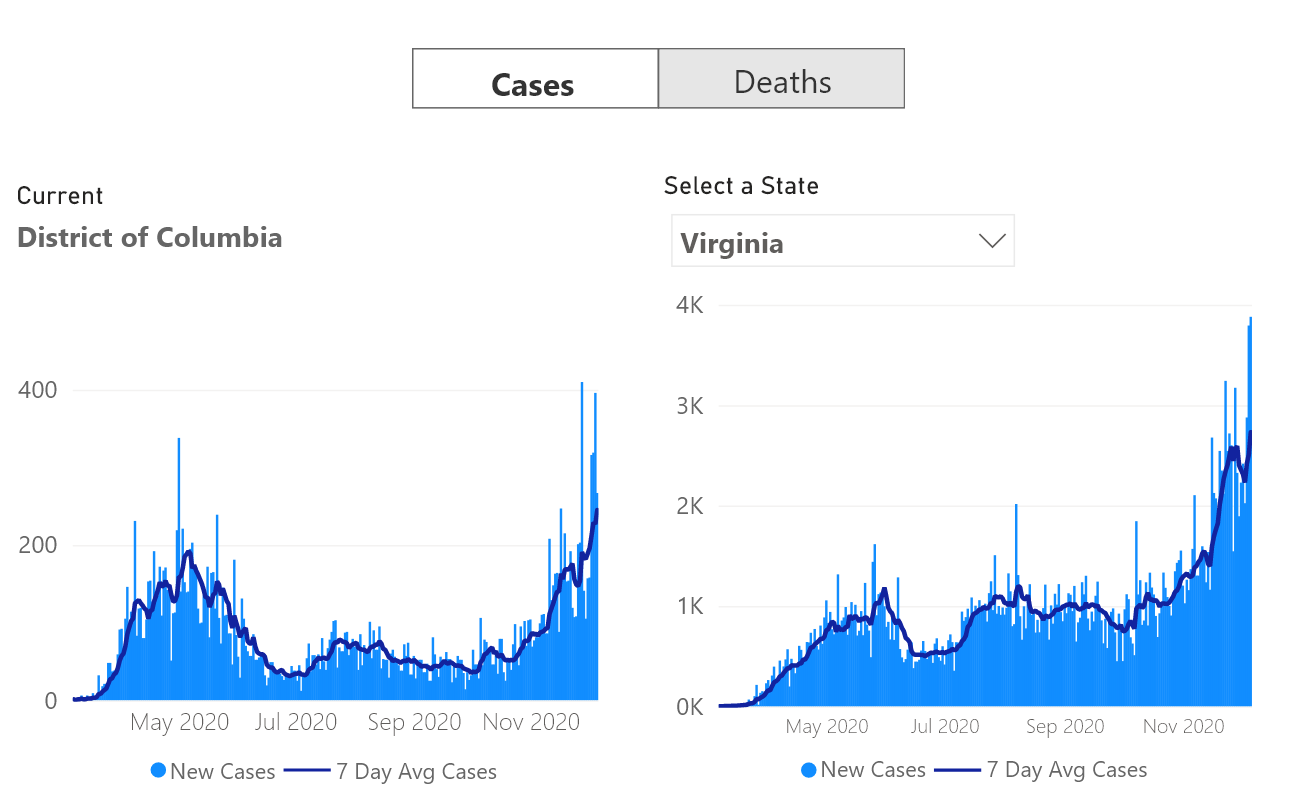 Cases
Deaths
Current
District of Columbia
400
200
0
May 2020 Jul 2020 Sep 2020 Nov 2020
New Cases 7 Day Avg Cases
Select a State
Virginia
4K
3K
2K
1K
0K
May 2020 Jul 2020 Sep 2020 Nov 2020
New Cases 7 Day Avg Cases